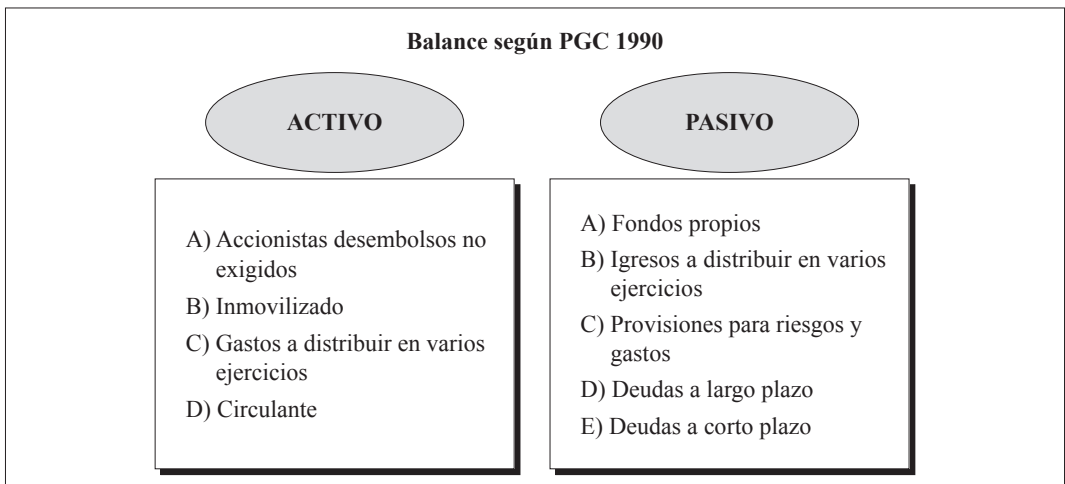 Balance según PGC 1990
ACTIVO
A) Accionistas desembolsos no
exigidos
B) Inmovilizado
C) Gastos a distribuir en varios
ejercicios
D) Circulante
PASIVO
A) Fondos propios
B) Igresos a distribuir en varios
ejercicios
C) Provisiones para riesgos y
gastos
D) Deudas a largo plazo
E) Deudas a corto plazo